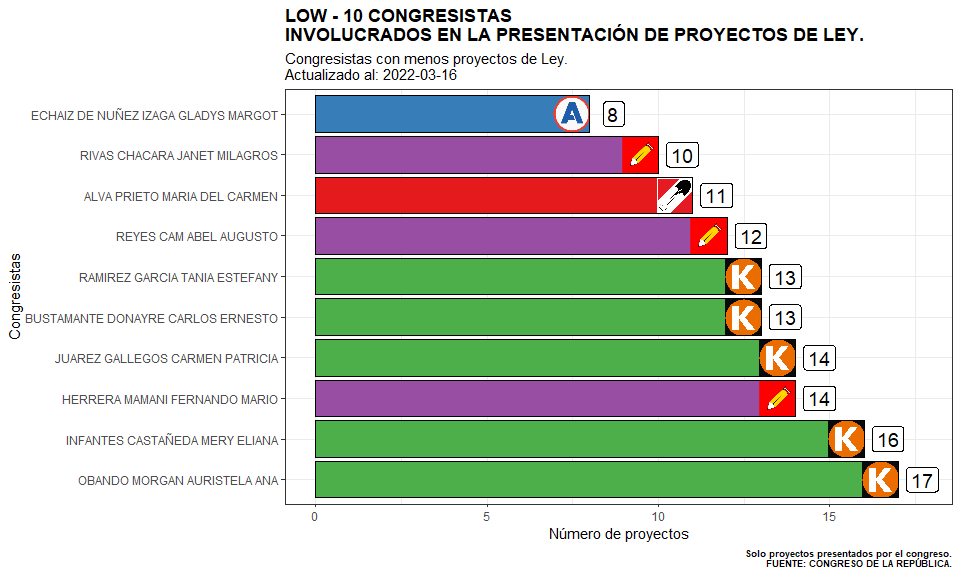 LOW - 10 CONGRESISTAS
INVOLUCRADOS EN LA PRESENTACIÓN DE PROYECTOS DE LEY.
Congresistas con menos proyectos de Ley.
Actualizado al: 2022-03-16
Congresistas
ECHAIZ DE NUÑEZ IZAGA GLADYS MARGOT A 8
RIVAS CHACARA JANET MILAGROS 10
ALVA PRIETO MARIA DEL CARMEN 11
REYES CAM ABEL AUGUSTO 12
RAMIREZ GARCIA TANIA ESTEFANY K 13
BUSTAMANTE DONAYRE CARLOS ERNESTO K 13
JUAREZ GALLEGOS CARMEN PATRICIA K 14
HERRERA MAMANI FERNANDO MARIO 14
INFANTES CASTAÑEDA MERY ELIANA K 16
OBANDO MORGAN AURISTELA ANA K 17
0 5 10 15
Número de proyectos
Solo proyectos presentados por el congreso.
FUENTE: CONGRESO DE LA REPÚBLICA.